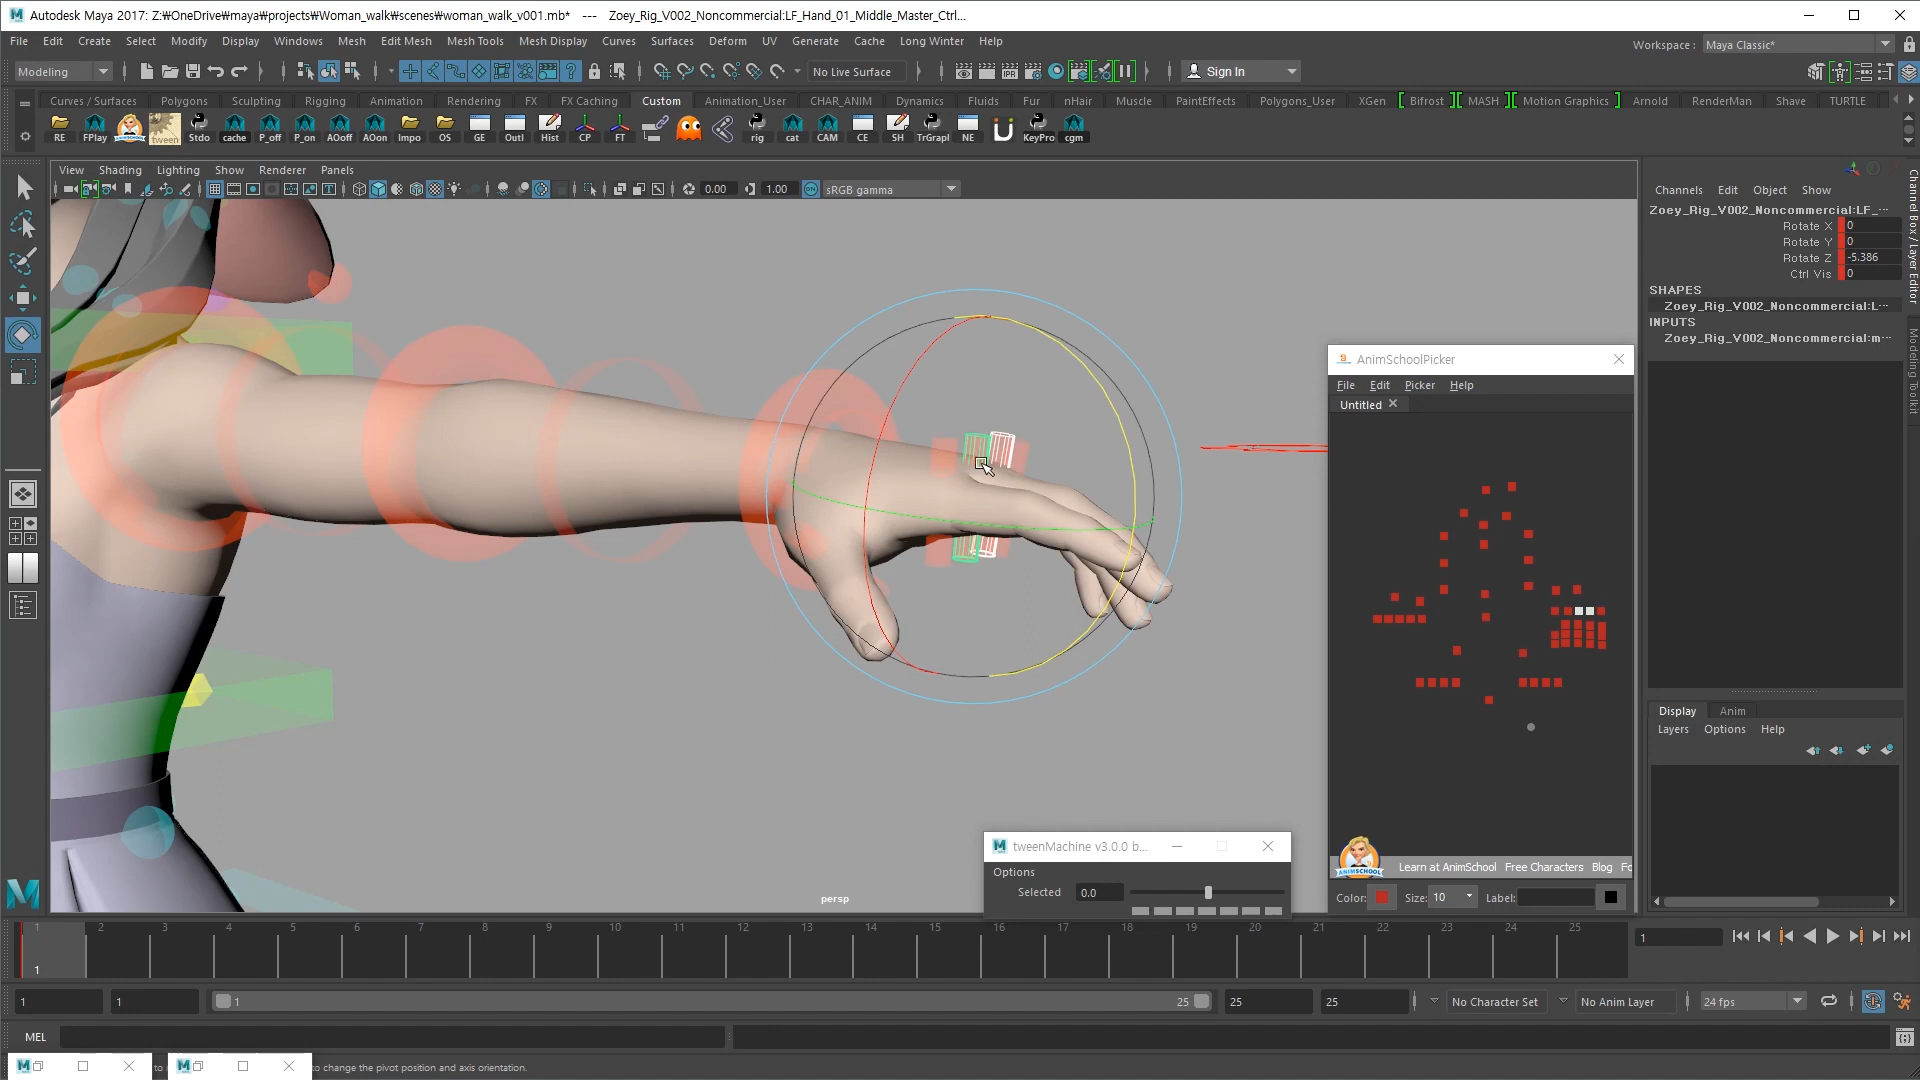 Autodesk Maya 2017: Z:₩OneDrive₩maya₩projects₩Woman_walk₩scenes₩woman_walk_v001.mb*   ---   Zoey_Rig_V002_Noncommercial:LF_Hand_01_Middle_Master_Ctrl...
File Edit Create Select Modify Display Windows Mesh Edit Mesh Mesh Tools Mesh Display Curves Surfaces Deform UV Generate Cache Long Winter Help
Workspace : Maya Classic*
Modeling No Live Surface Sign In
Curves / Surfaces Polygons Sculpting Rigging Animation Rendering FX FX Caching Custom Animation_User CHAR_ANIM Dynamics Fluids Fur nHair Muscle PaintEffects Polygons_User XGen Bifrost MASH Motion Graphics Arnold RenderMan Shave TURTLE
RE FPlay tween Stdo cache P_off P_on AOoff AOon Impo OS GE Outl Hist CP FT rig cat CAM CE SH TrGrapl NE KeyPro cgm
View Shading Lighting Show Renderer Panels
0.00 1.00 sRGB gamma
Channels Edit Object Show
Zoey_Rig_V002_Noncommercial:LF_...
Rotate X 0
Rotate Y 0
Rotate Z -5.386
Ctrl Vis 0
SHAPES
Zoey_Rig_V002_Noncommercial:L...
INPUTS
Zoey_Rig_V002_Noncommercial:m...
Channel Box / Layer Editor
Modeling Toolkit
AnimSchoolPicker
File Edit Picker Help
Untitled
ANIMSCHOOL
Learn at AnimSchool Free Characters Blog Fo
Color: Size: 10 Label:
Display Anim
Layers Options Help
tweenMachine v3.0.0 b...
Options
Selected 0.0
persp
1 2 3 4 5 6 7 8 9 10 11 12 13 14 15 16 17 18 19 20 21 22 23 24 25
1
1
1 1 1 25 25 25 No Character Set No Anim Layer 24 fps
MEL
to
to change the pivot position and axis orientation.